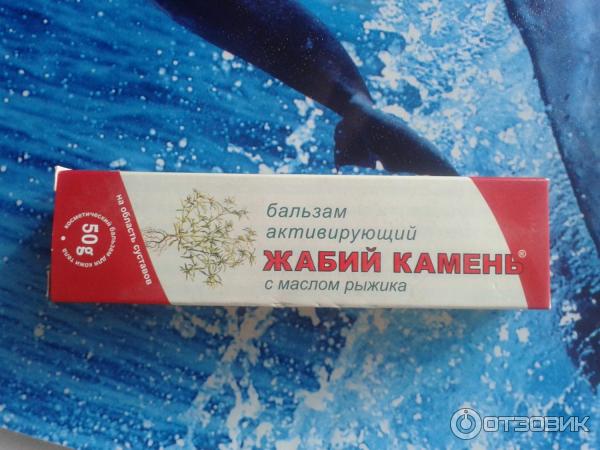 косметический бальзам для кожи тела
50g
на область суставов
бальзам
активирующий
ЖАБИЙ КАМЕНЬ®
с маслом рыжика
ОТЗОВИК